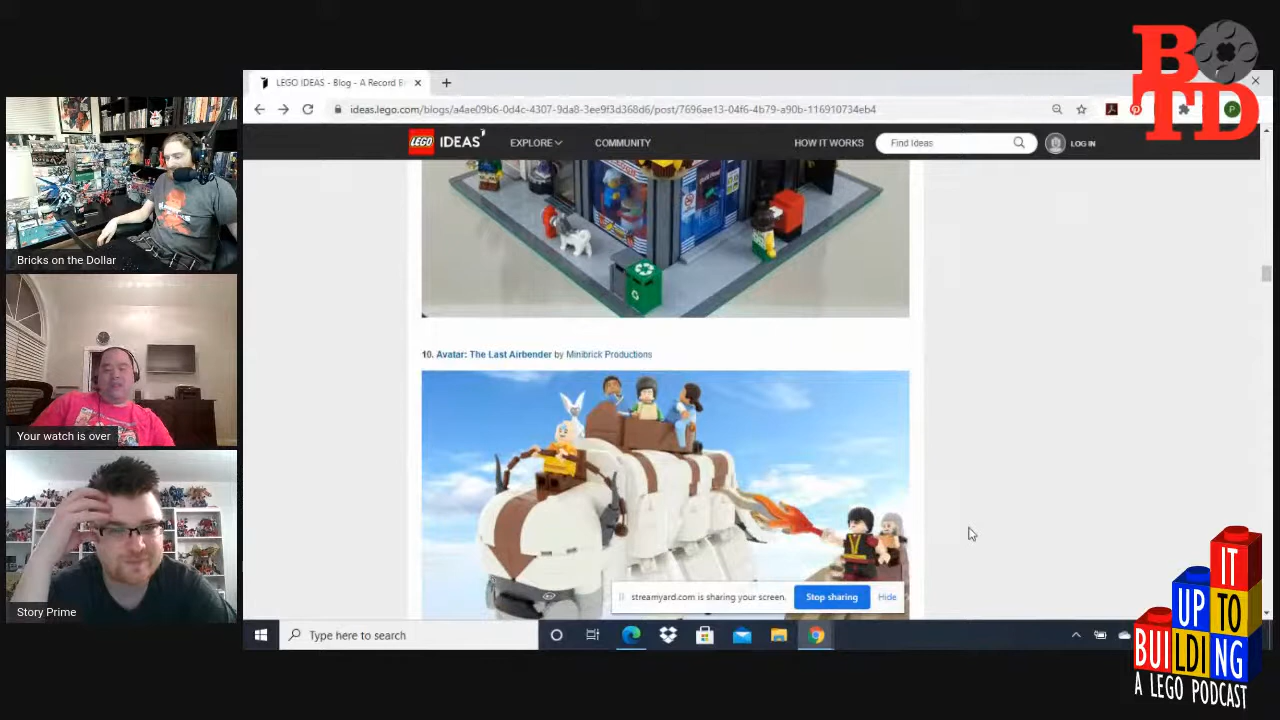 BOTD
LEGO IDEAS - Blog - A Record B
ideas.lego.com/blogs/a4ae09b6-0d4c-4307-9da8-3ee9f3d368d6/post/7696ae13-04f6-4b79-a90b-116910734eb4
P
LEGO IDEAS
EXPLORE
COMMUNITY
HOW IT WORKS
Find Ideas
LOG IN
Bricks on the Dollar
10. Avatar: The Last Airbender by Minibrick Productions
Your watch is over
Story Prime
streamyard.com is sharing your screen.
Stop sharing
Hide
Type here to search
IT
UP TO
BUILDING
A LEGO PODCAST